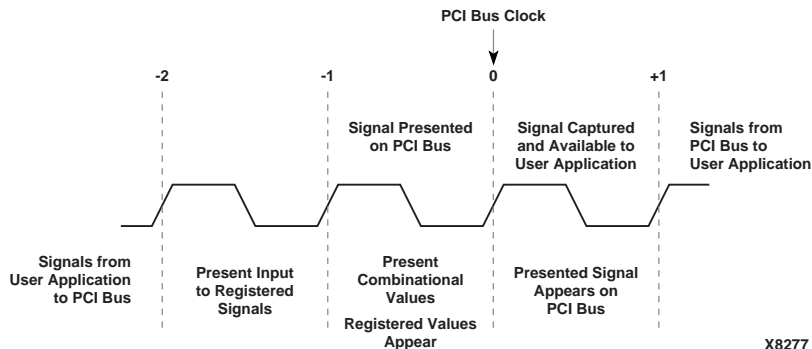 PCI Bus Clock
-2
-1
0
+1
Signal Presented
on PCI Bus
Signal Captured
and Available to
User Application
Signals from
PCI Bus to
User Application
Signals from
User Application
to PCI Bus
Present Input
to Registered
Signals
Present
Combinational
Values
Registered Values
Appear
Presented Signal
Appears on
PCI Bus
X8277